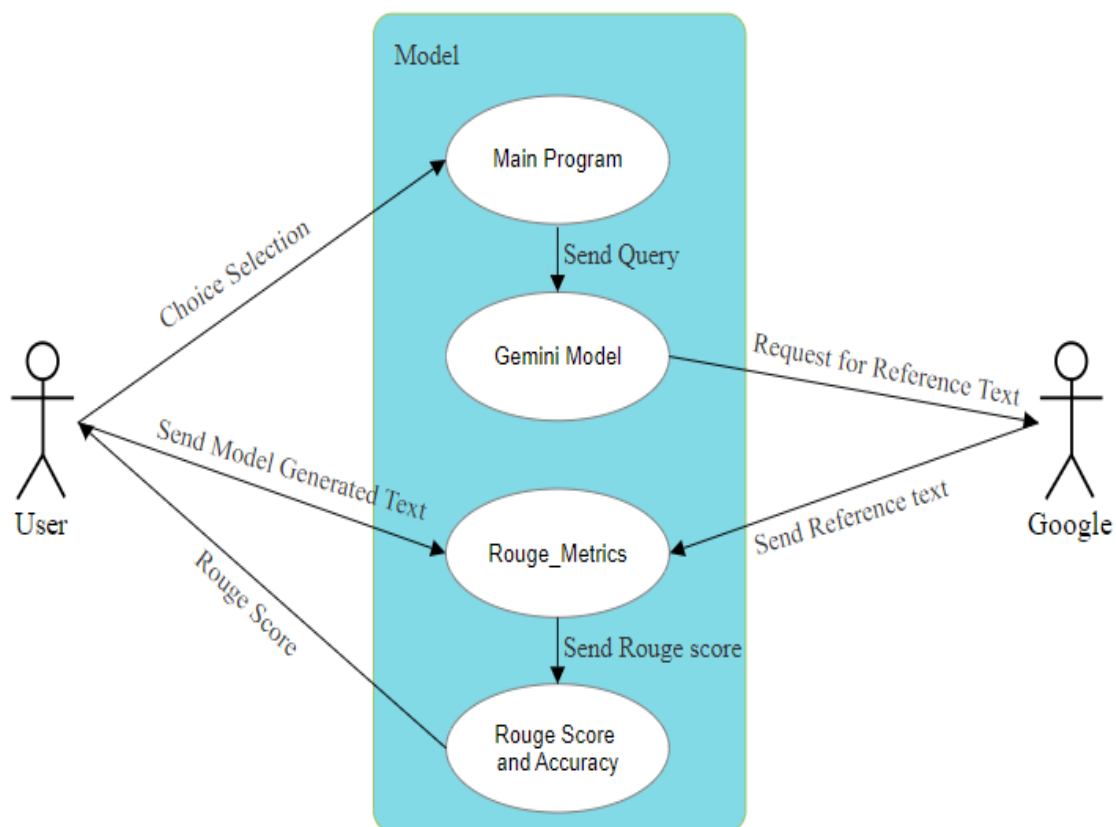 Model
Main Program
Choice Selection
Send Query
Gemini Model
Request for Reference Text
Send Model Generated Text
User
Google
Send Reference text
Rouge_Metrics
Rouge Score
Send Rouge score
Rouge Score
and Accuracy